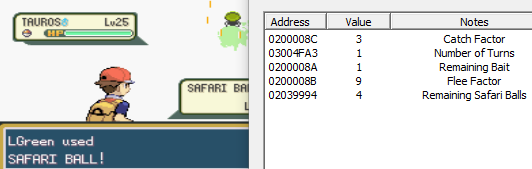 TAUROS♂ Lv25
HP
SAFARI BA
L
LGreen used
SAFARI BALL!
Address Value Notes
0200008C 3 Catch Factor
03004FA3 1 Number of Turns
0200008A 1 Remaining Bait
0200008B 9 Flee Factor
02039994 4 Remaining Safari Balls